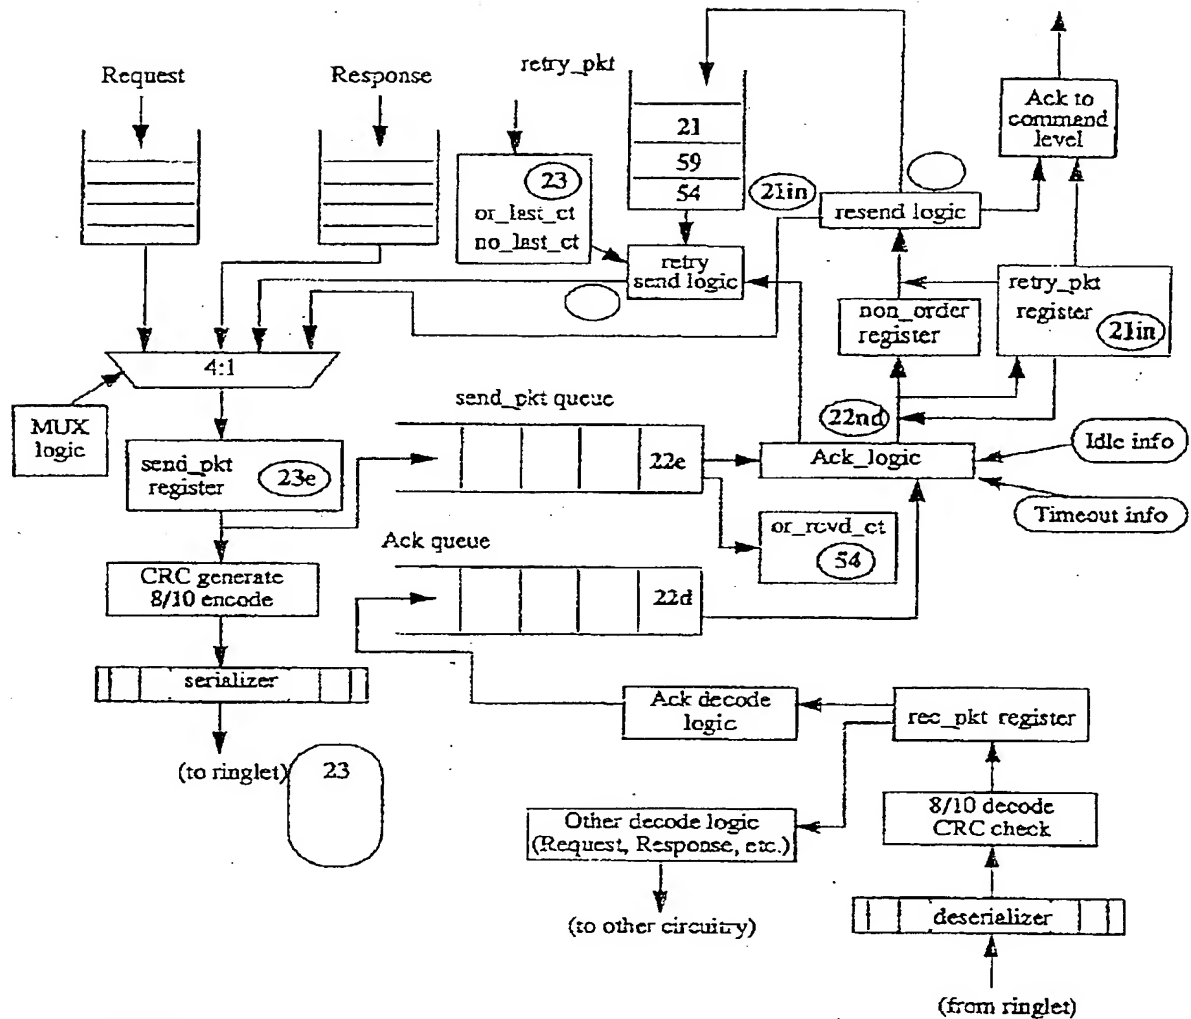 Request
Response
retry_pkt
21
59
54
23
or_last_ct
no_last_ct
retry
send logic
21in
resend logic
Ack to
command
level
non_order
register
retry_pkt
register
21in
4:1
MUX
logic
send_pkt
register
23e
send_pkt queue
22e
22nd
Ack_logic
Idle info
Timeout info
or_rcvd_ct
54
Ack queue
22d
CRC generate
8/10 encode
serializer
(to ringlet)
23
Ack decode
logic
rec_pkt register
Other decode logic
(Request, Response, etc.)
(to other circuitry)
8/10 decode
CRC check
deserializer
(from ringlet)